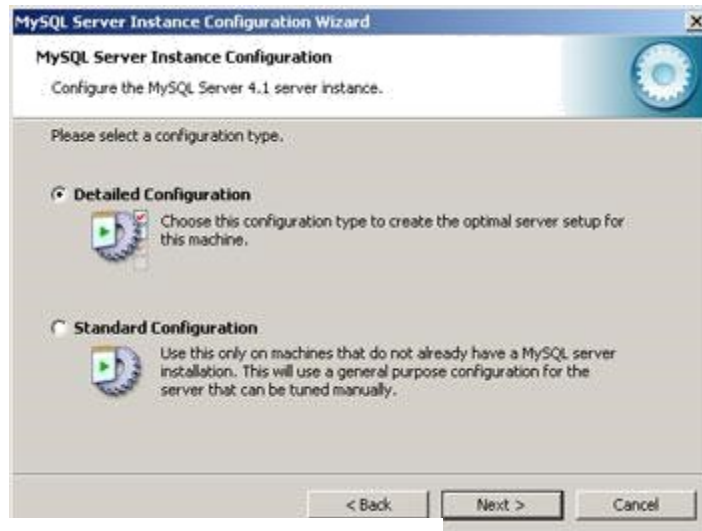 MySQL Server Instance Configuration Wizard
MySQL Server Instance Configuration
Configure the MySQL Server 4.1 server instance.
Please select a configuration type.
Detailed Configuration
Choose this configuration type to create the optimal server setup for
this machine.
Standard Configuration
Use this only on machines that do not already have a MySQL server
installation. This will use a general purpose configuration for the
server that can be tuned manually.
< Back
Next >
Cancel